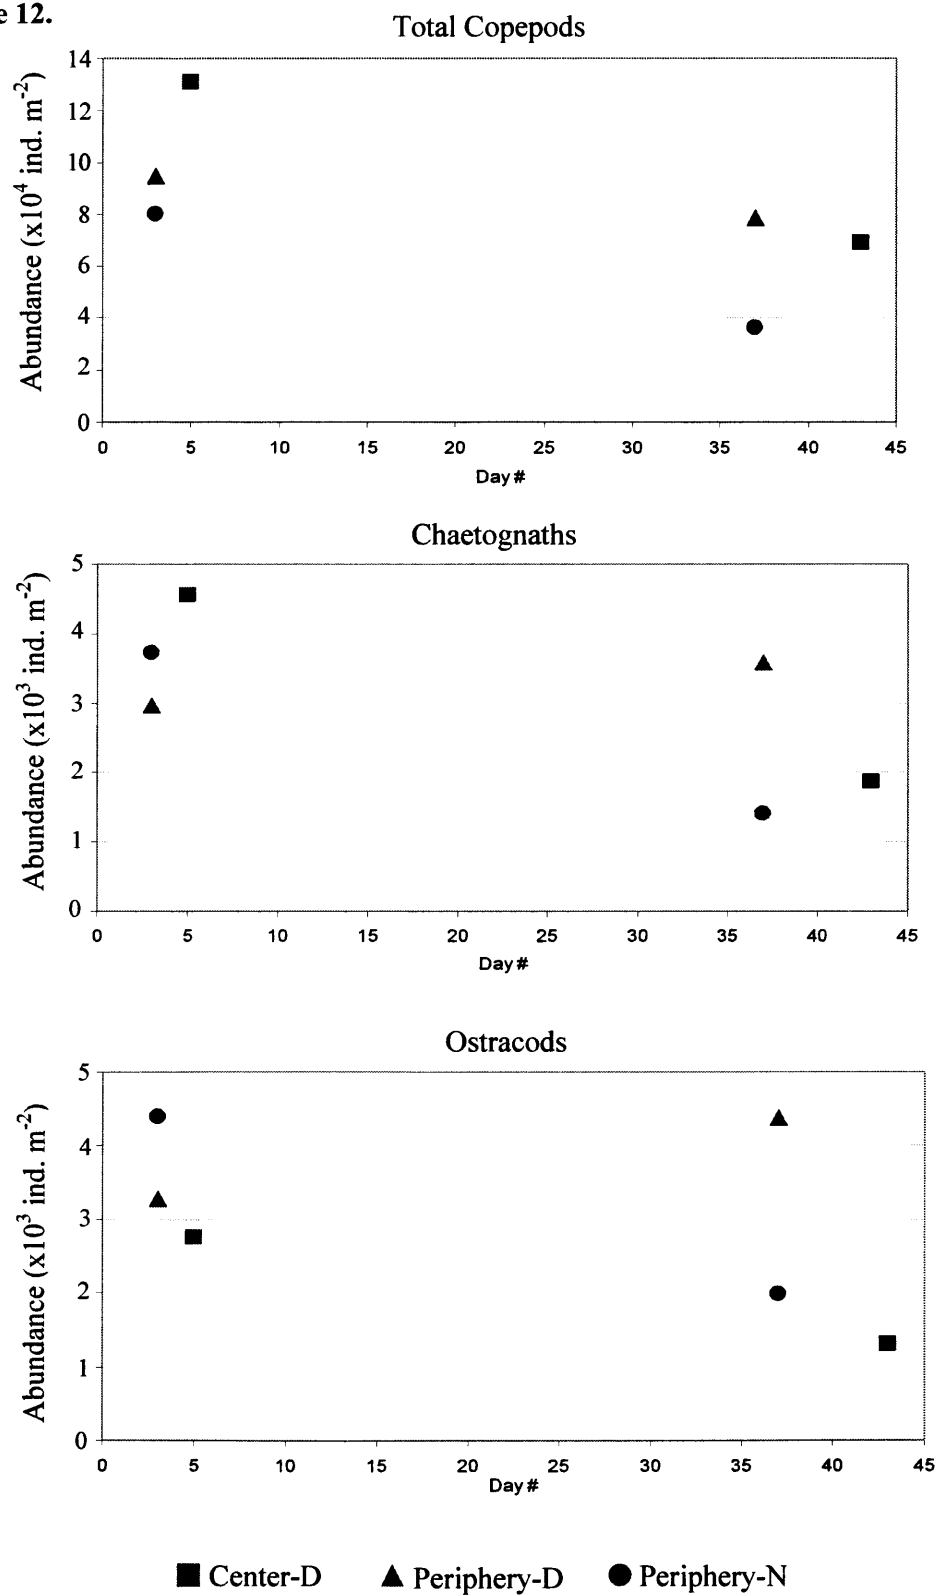 e 12.
Total Copepods
Abundance (x10⁴ ind. m⁻²)
14
12
10
8
6
4
2
0
0 5 10 15 20 25 30 35 40 45
Day #
Chaetognaths
Abundance (x10³ ind. m⁻²)
5
4
3
2
1
0
0 5 10 15 20 25 30 35 40 45
Day #
Ostracods
Abundance (x10³ ind. m⁻²)
5
4
3
2
1
0
0 5 10 15 20 25 30 35 40 45
Day #
Center-D Periphery-D Periphery-N